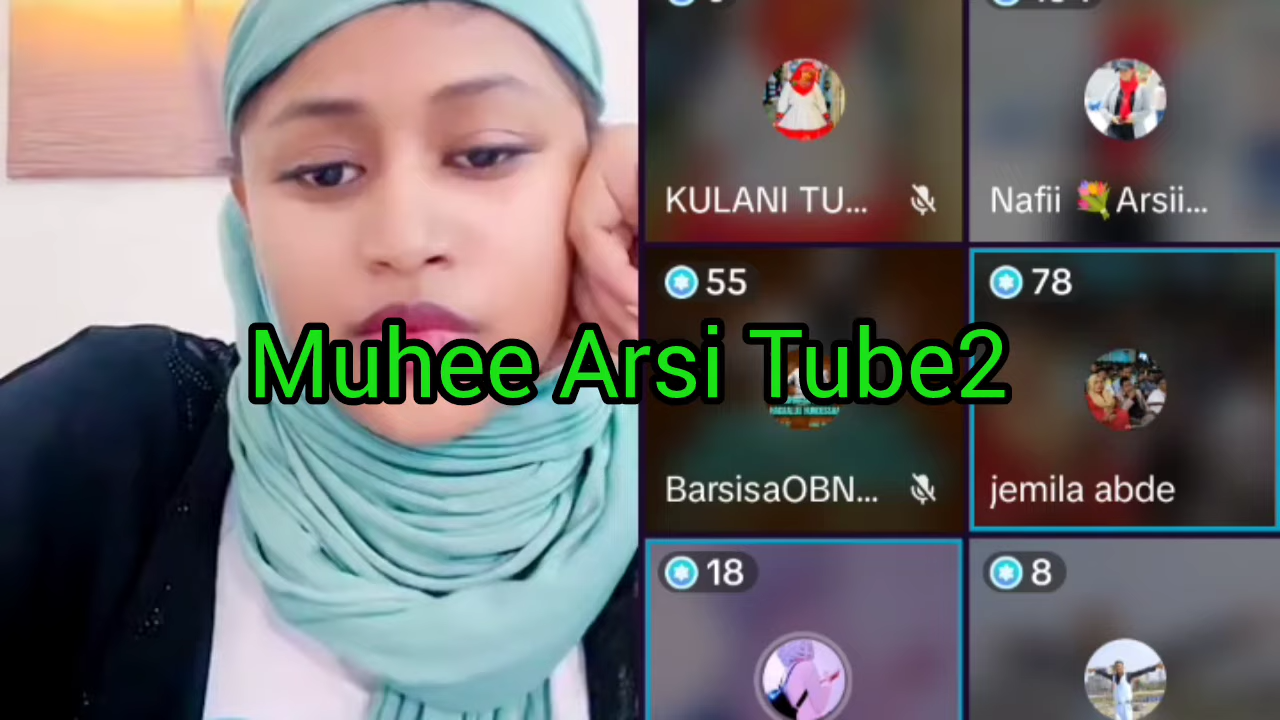 KULANI TU...
Nafii 💐Arsii...
55
78
Muhee Arsi Tube2
BarsisaOBN...
jemila abde
18
8